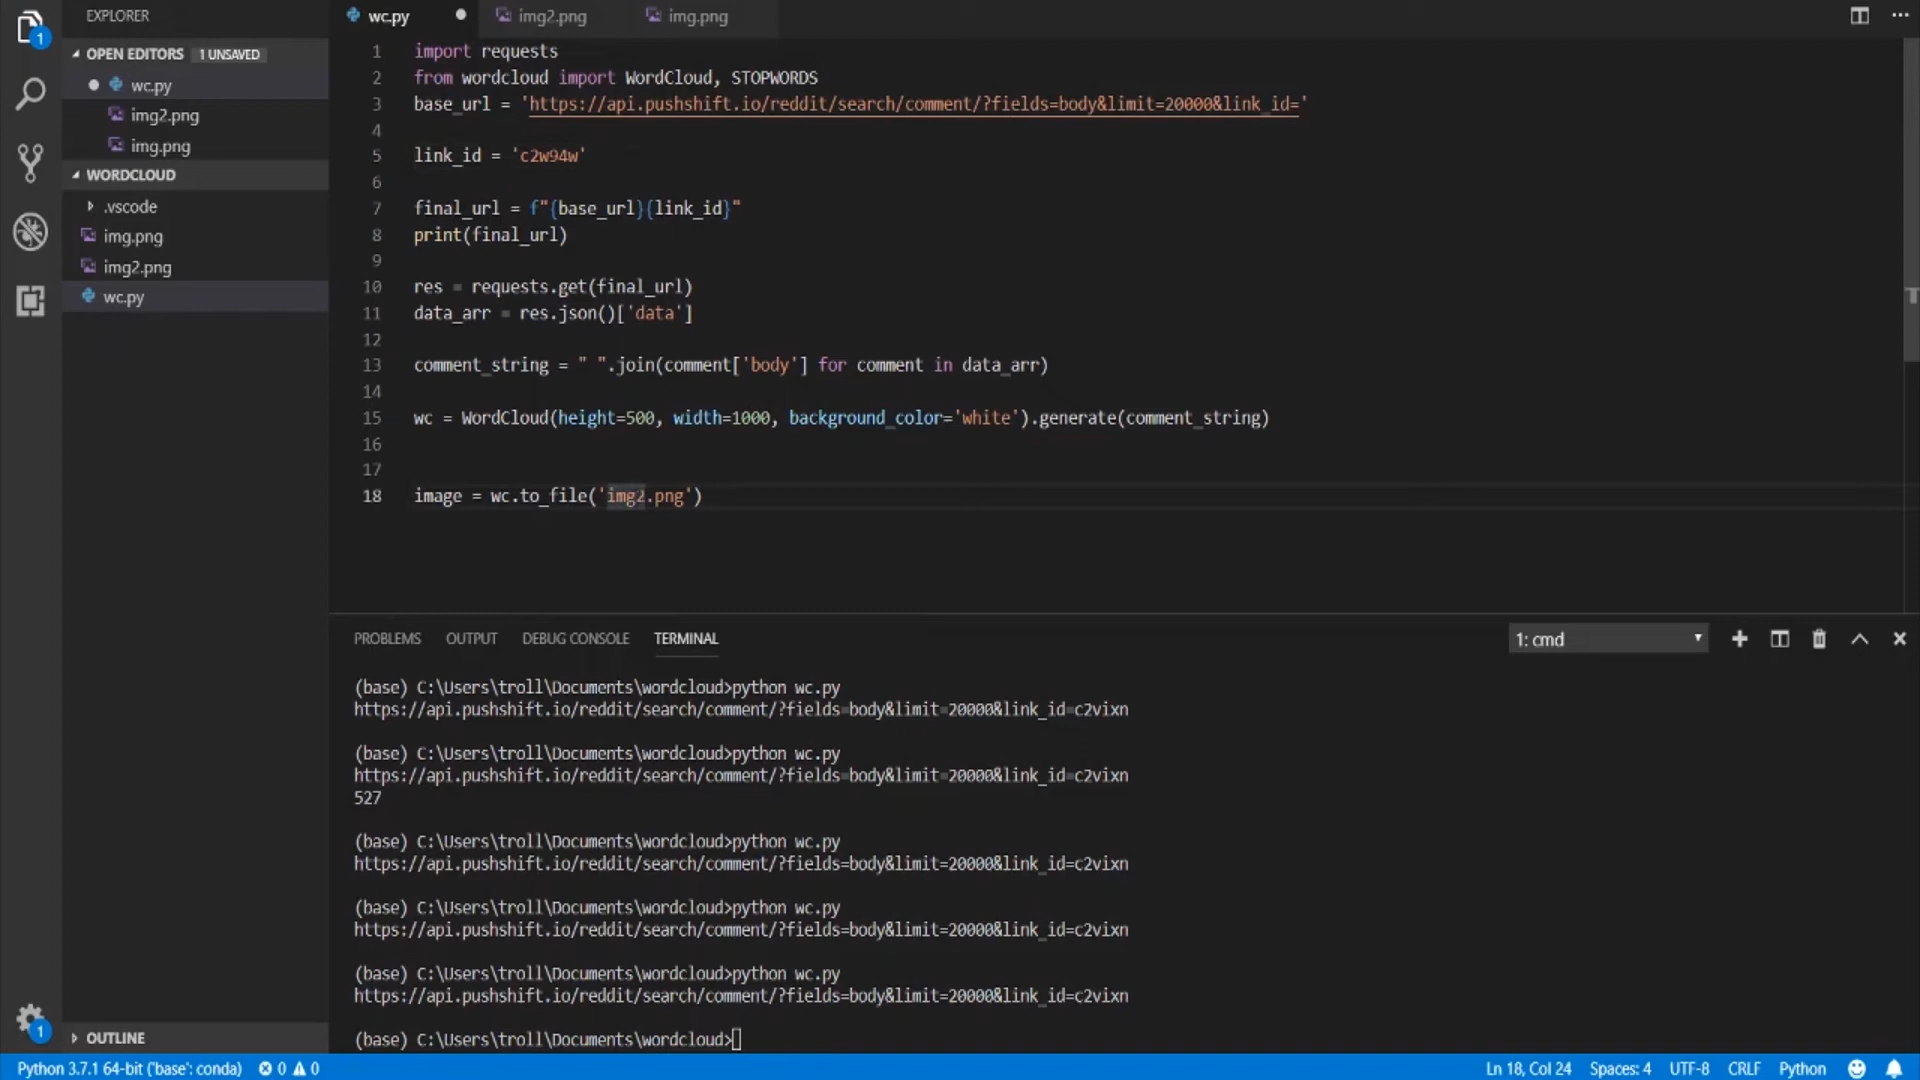 EXPLORER
OPEN EDITORS 1 UNSAVED
wc.py
img2.png
img.png
WORDCLOUD
.vscode
img.png
img2.png
wc.py
OUTLINE
1
1
wc.py img2.png img.png
1 import requests
2 from wordcloud import WordCloud, STOPWORDS
3 base_url = 'https://api.pushshift.io/reddit/search/comment/?fields=body&limit=20000&link_id='
4
5 link_id = 'c2w94w'
6
7 final_url = f"{base_url}{link_id}"
8 print(final_url)
9
10 res = requests.get(final_url)
11 data_arr = res.json()['data']
12
13 comment_string = " ".join(comment['body'] for comment in data_arr)
14
15 wc = WordCloud(height=500, width=1000, background_color='white').generate(comment_string)
16
17
18 image = wc.to_file('img2.png')
PROBLEMS OUTPUT DEBUG CONSOLE TERMINAL 1: cmd
(base) C:\Users\troll\Documents\wordcloud>python wc.py
https://api.pushshift.io/reddit/search/comment/?fields=body&limit=20000&link_id=c2vixn
(base) C:\Users\troll\Documents\wordcloud>python wc.py
https://api.pushshift.io/reddit/search/comment/?fields=body&limit=20000&link_id=c2vixn
527
(base) C:\Users\troll\Documents\wordcloud>python wc.py
https://api.pushshift.io/reddit/search/comment/?fields=body&limit=20000&link_id=c2vixn
(base) C:\Users\troll\Documents\wordcloud>python wc.py
https://api.pushshift.io/reddit/search/comment/?fields=body&limit=20000&link_id=c2vixn
(base) C:\Users\troll\Documents\wordcloud>python wc.py
https://api.pushshift.io/reddit/search/comment/?fields=body&limit=20000&link_id=c2vixn
(base) C:\Users\troll\Documents\wordcloud>
Python 3.7.1 64-bit ('base': conda) 0 0 Ln 18, Col 24 Spaces: 4 UTF-8 CRLF Python